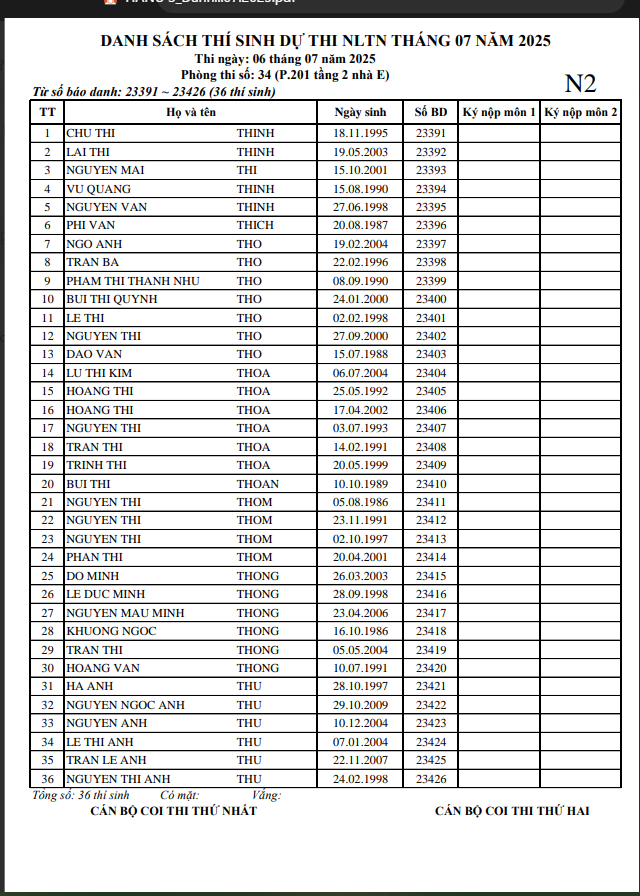 DANH SÁCH THÍ SINH DỰ THI NLTN THÁNG 07 NĂM 2025
Thi ngày: 06 tháng 07 năm 2025
Phòng thi số: 34 (P.201 tầng 2 nhà E)
N2
Từ số báo danh: 23391 ~ 23426 (36 thí sinh)
TT Họ và tên Ngày sinh Số BD Ký nộp môn 1 Ký nộp môn 2
1 CHU THI THINH 18.11.1995 23391
2 LAI THI THINH 19.05.2003 23392
3 NGUYEN MAI THI 15.10.2001 23393
4 VU QUANG THINH 15.08.1990 23394
5 NGUYEN VAN THINH 27.06.1998 23395
6 PHI VAN THICH 20.08.1987 23396
7 NGO ANH THO 19.02.2004 23397
8 TRAN BA THO 22.02.1996 23398
9 PHAM THI THANH NHU THO 08.09.1990 23399
10 BUI THI QUYNH THO 24.01.2000 23400
11 LE THI THO 02.02.1998 23401
12 NGUYEN THI THO 27.09.2000 23402
13 DAO VAN THO 15.07.1988 23403
14 LU THI KIM THOA 06.07.2004 23404
15 HOANG THI THOA 25.05.1992 23405
16 HOANG THI THOA 17.04.2002 23406
17 NGUYEN THI THOA 03.07.1993 23407
18 TRAN THI THOA 14.02.1991 23408
19 TRINH THI THOA 20.05.1999 23409
20 BUI THI THOAN 10.10.1989 23410
21 NGUYEN THI THOM 05.08.1986 23411
22 NGUYEN THI THOM 23.11.1991 23412
23 NGUYEN THI THOM 02.10.1997 23413
24 PHAN THI THOM 20.04.2001 23414
25 DO MINH THONG 26.03.2003 23415
26 LE DUC MINH THONG 28.09.1998 23416
27 NGUYEN MAU MINH THONG 23.04.2006 23417
28 KHUONG NGOC THONG 16.10.1986 23418
29 TRAN THI THONG 05.05.2004 23419
30 HOANG VAN THONG 10.07.1991 23420
31 HA ANH THU 28.10.1997 23421
32 NGUYEN NGOC ANH THU 29.10.2009 23422
33 NGUYEN ANH THU 10.12.2004 23423
34 LE THI ANH THU 07.01.2004 23424
35 TRAN LE ANH THU 22.11.2007 23425
36 NGUYEN THI ANH THU 24.02.1998 23426
Tổng số: 36 thí sinh Có mặt: Vắng:
CÁN BỘ COI THI THỨ NHẤT CÁN BỘ COI THI THỨ HAI